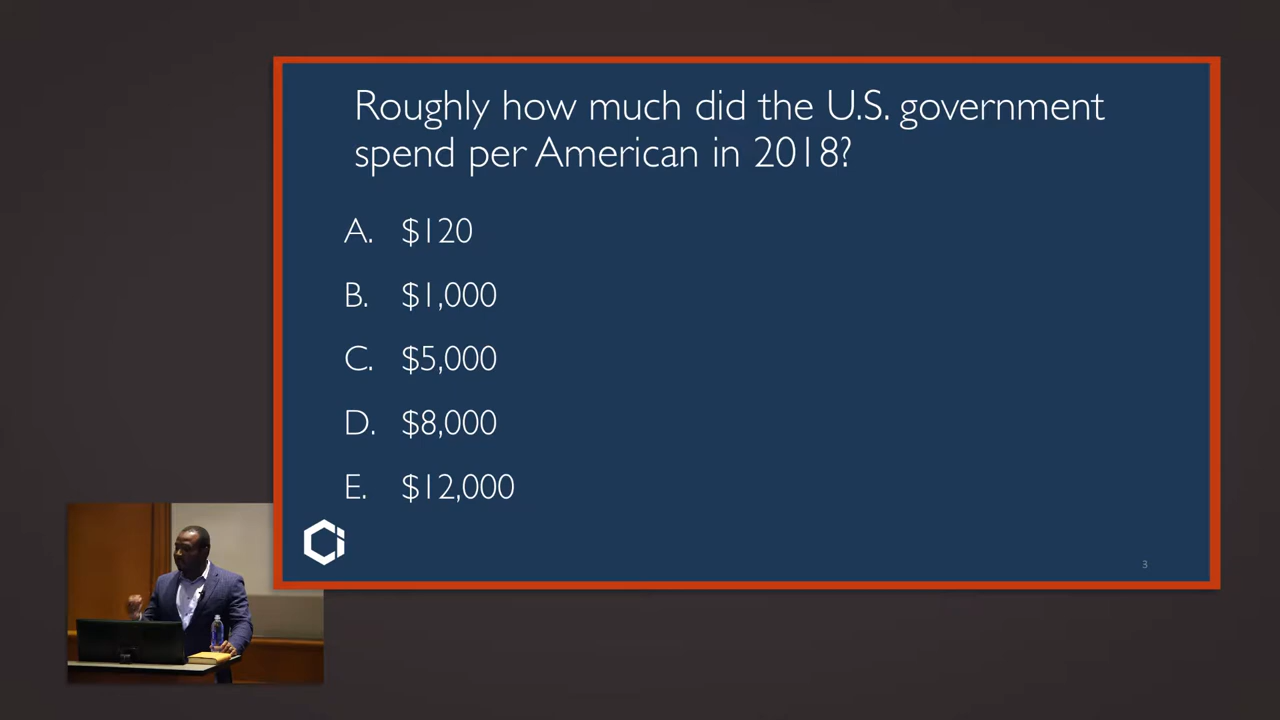 Roughly how much did the U.S. government
spend per American in 2018?
A. $120
B. $1,000
C. $5,000
D. $8,000
E. $12,000
3